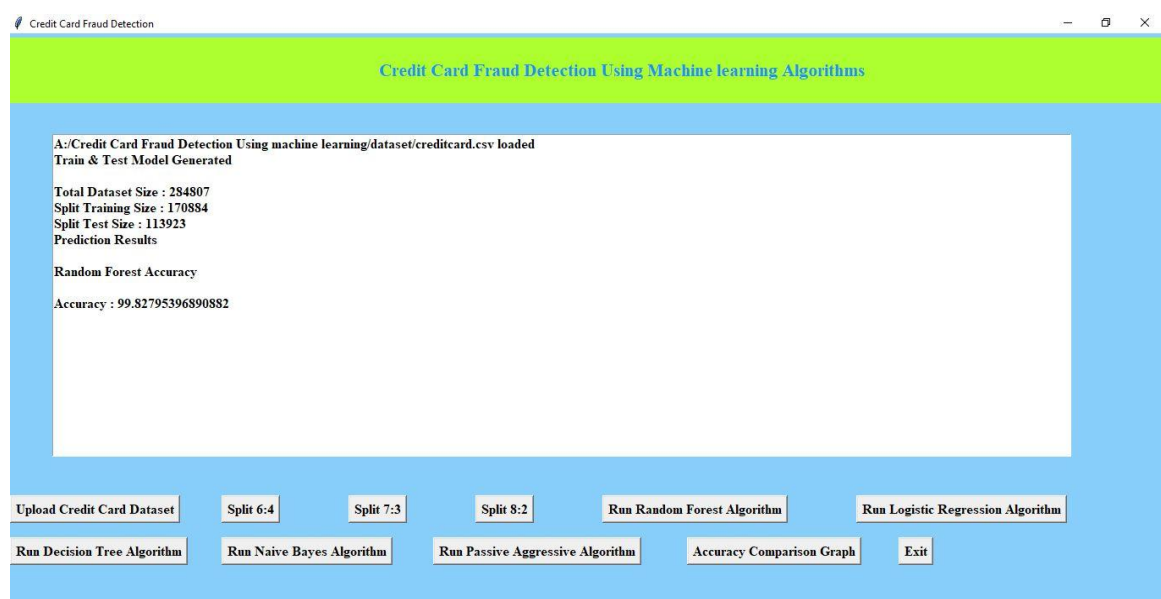 Credit Card Fraud Detection
Credit Card Fraud Detection Using Machine learning Algorithms
A:/Credit Card Fraud Detection Using machine learning/dataset/creditcard.csv loaded
Train & Test Model Generated
Total Dataset Size : 284807
Split Training Size : 170884
Split Test Size : 113923
Prediction Results
Random Forest Accuracy
Accuracy : 99.82795396890882
Upload Credit Card Dataset Split 6:4 Split 7:3 Split 8:2 Run Random Forest Algorithm Run Logistic Regression Algorithm
Run Decision Tree Algorithm Run Naive Bayes Algorithm Run Passive Aggressive Algorithm Accuracy Comparison Graph Exit